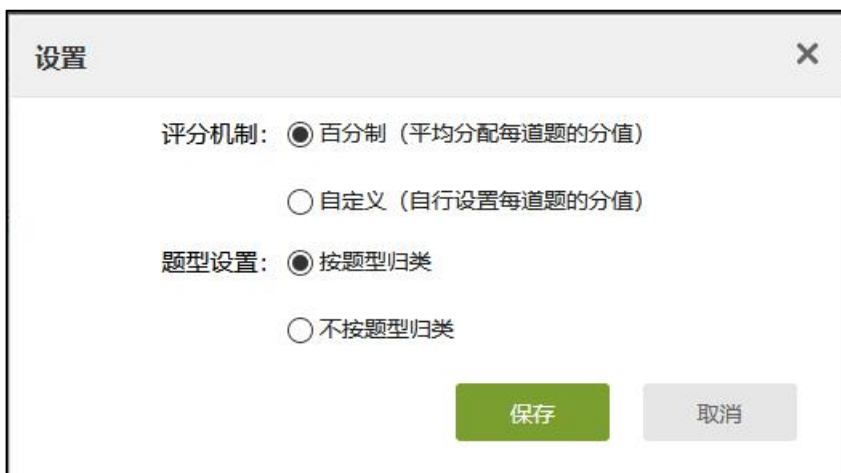 设置
评分机制： 百分制（平均分配每道题的分值）
自定义（自行设置每道题的分值）
题型设置： 按题型归类
不按题型归类
保存 取消